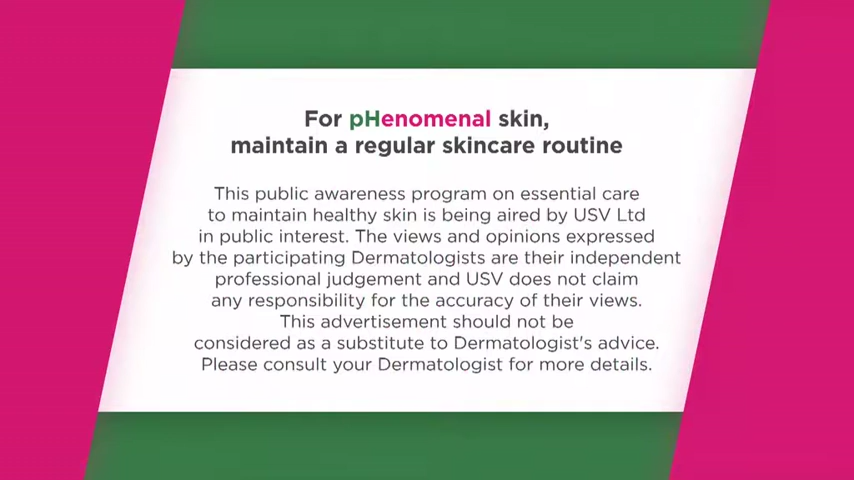 For pHenomenal skin,
maintain a regular skincare routine
This public awareness program on essential care
to maintain healthy skin is being aired by USV Ltd
in public interest. The views and opinions expressed
by the participating Dermatologists are their independent
professional judgement and USV does not claim
any responsibility for the accuracy of their views.
This advertisement should not be
considered as a substitute to Dermatologist's advice.
Please consult your Dermatologist for more details.